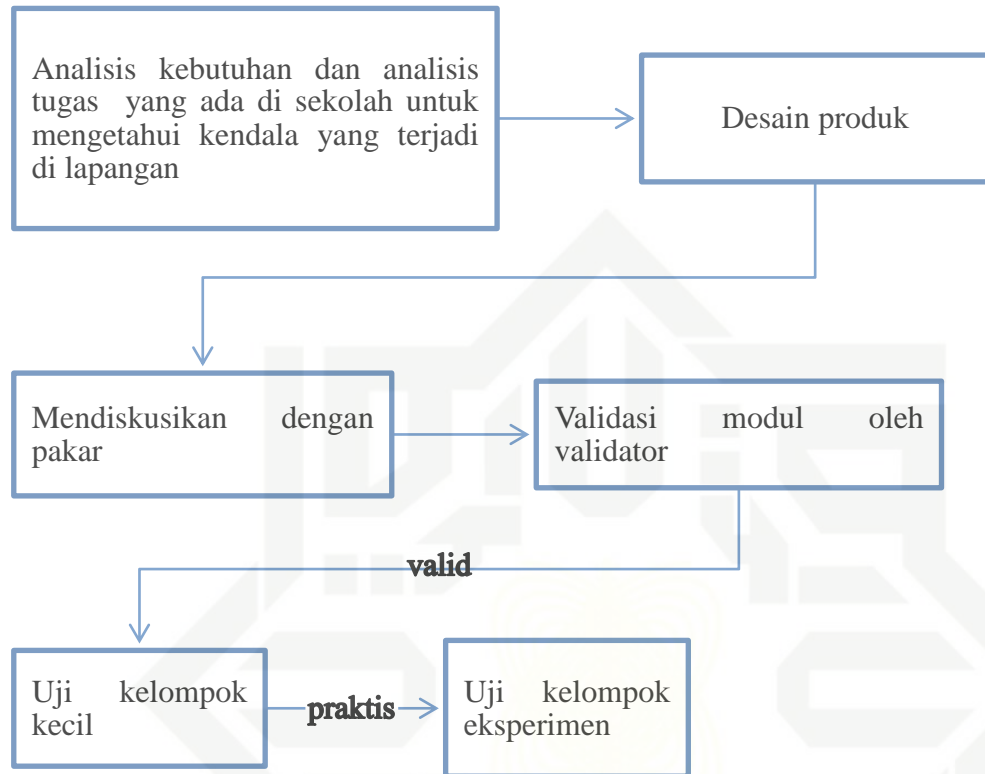 Analisis kebutuhan dan analisis
tugas yang ada di sekolah untuk
mengetahui kendala yang terjadi
di lapangan
Desain produk
Mendiskusikan dengan
pakar
Validasi modul oleh
validator
valid
Uji kelompok
kecil
praktis
Uji kelompok
eksperimen